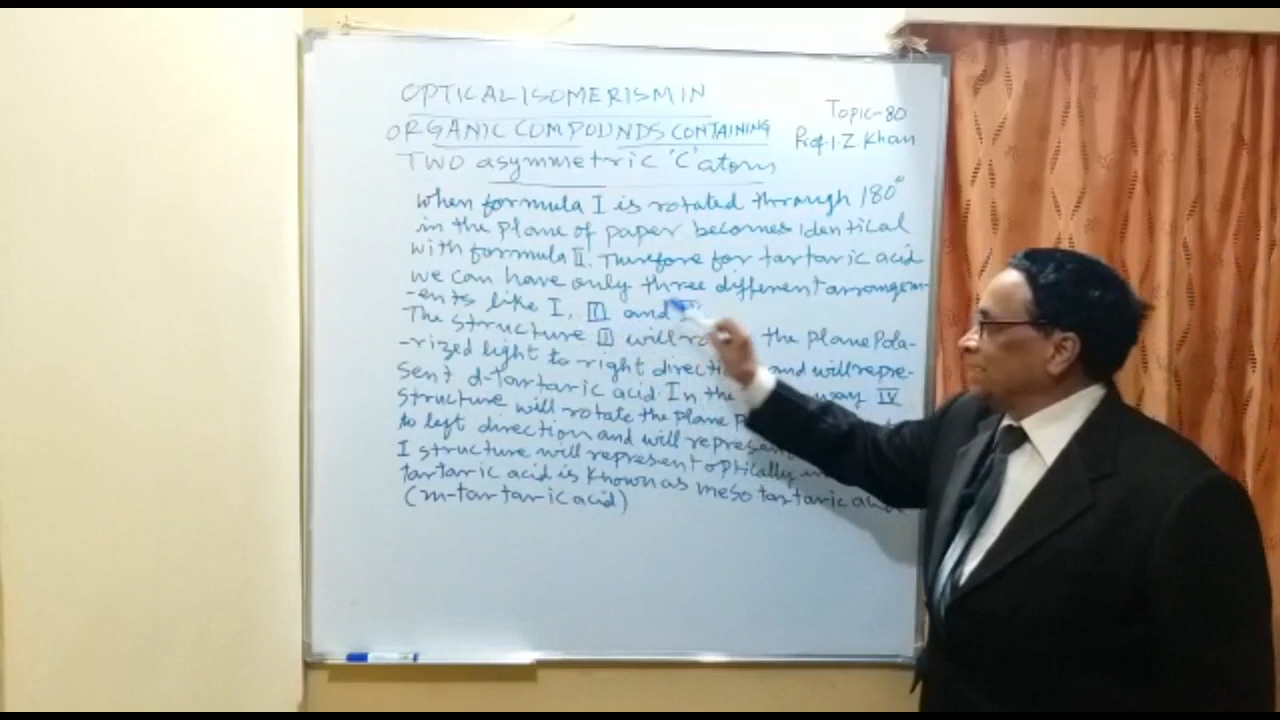 OPTICAL ISOMERISM IN
ORGANIC COMPOUNDS CONTAINING
TWO asymmetric 'C' atom
TOPIC-80
Prof. I.Z Khan
when formula I is rotated through 180°
in the plane of paper becomes identical
with formula II. Therefore for tartaric acid
we can have only three different arrangem-
-ents like I, III and
The structure III will the plane Pola-
-rized light to right and will repre-
sent d-Tartaric acid. In the way IV
structure will rotate the plane
to left direction and will represent
I structure will represent optically
tartaric acid is known as meso tartaric acid
(m-tartaric acid)